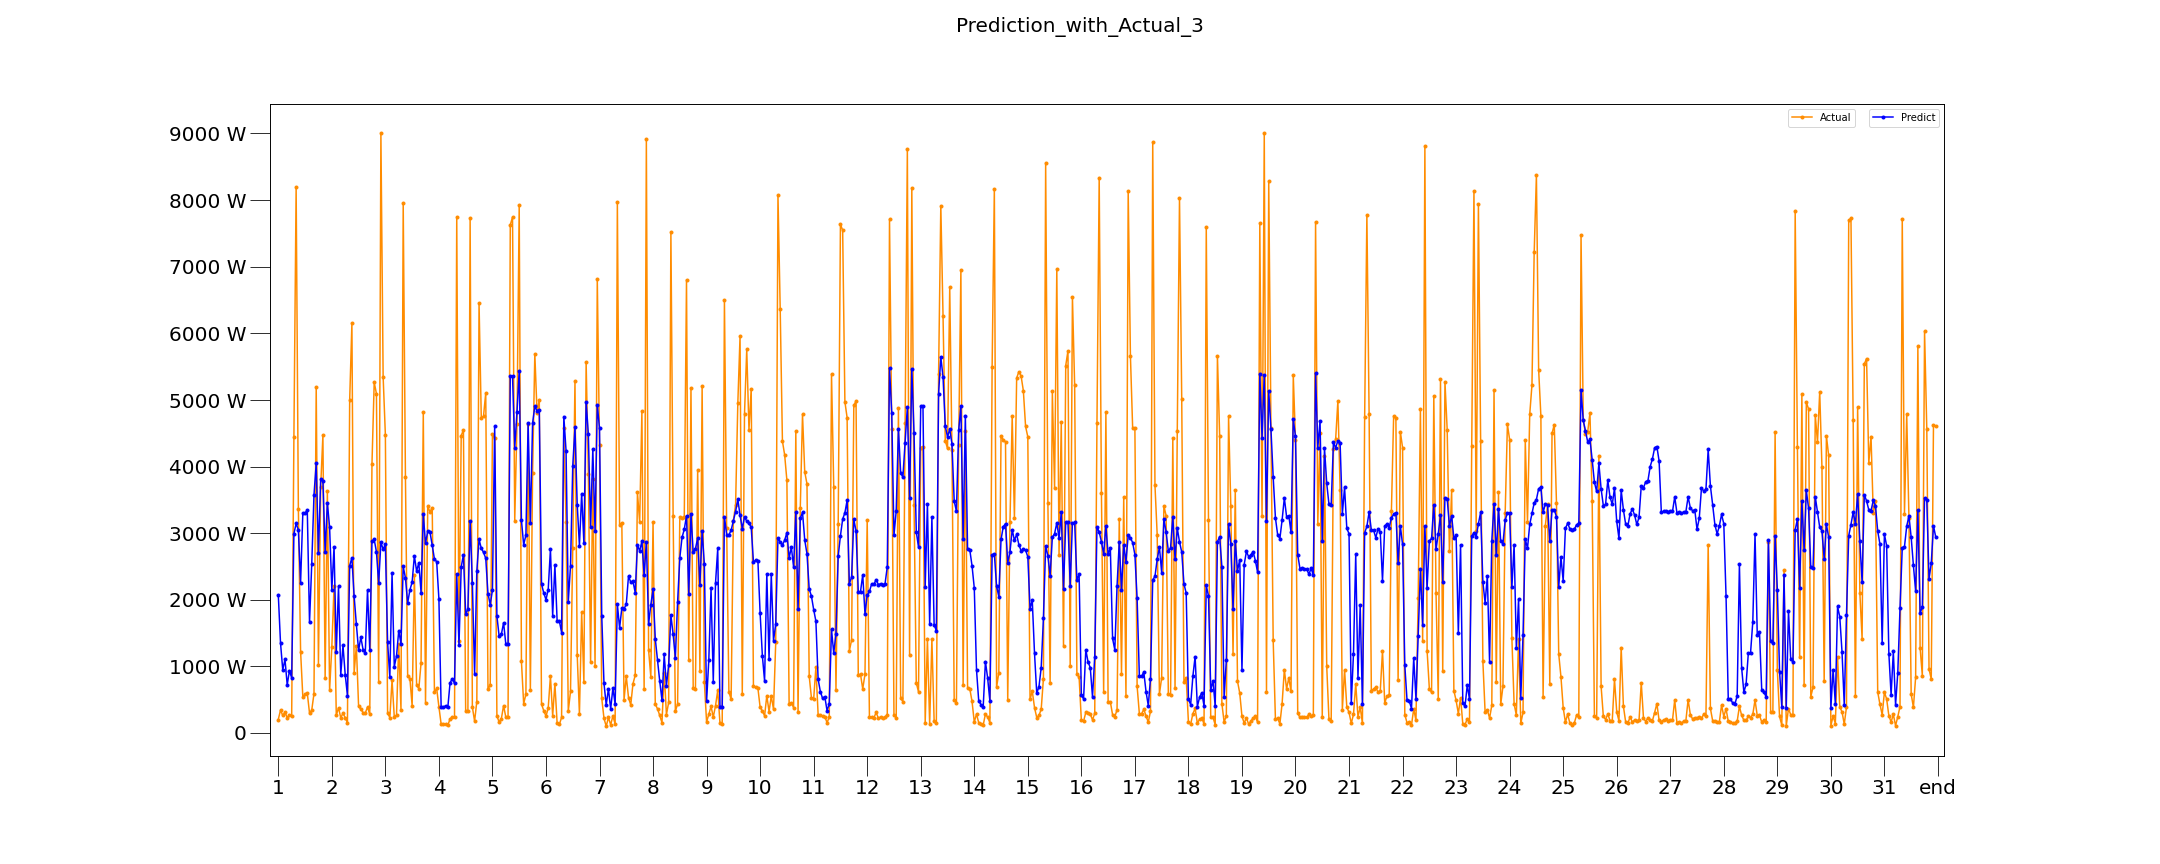 Prediction_with_Actual_3
Actual Predict
9000 W
8000 W
7000 W
6000 W
5000 W
4000 W
3000 W
2000 W
1000 W
0
1 2 3 4 5 6 7 8 9 10 11 12 13 14 15 16 17 18 19 20 21 22 23 24 25 26 27 28 29 30 31 end